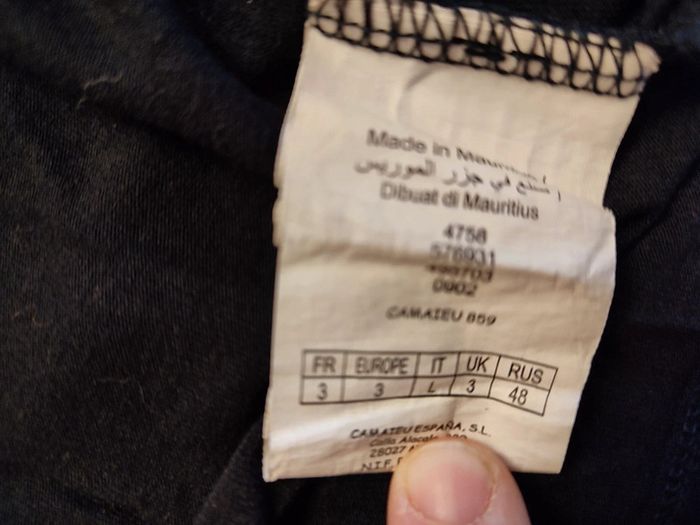 Made in
في جزر الموريس
Dibuat di Mauritius
4758
576931
0902
CAMAIEU 859
FR EUROPE IT UK RUS
3 3 L 3 48
CAMAIEU ESPAÑA, S.L.
28027
N.I.F.